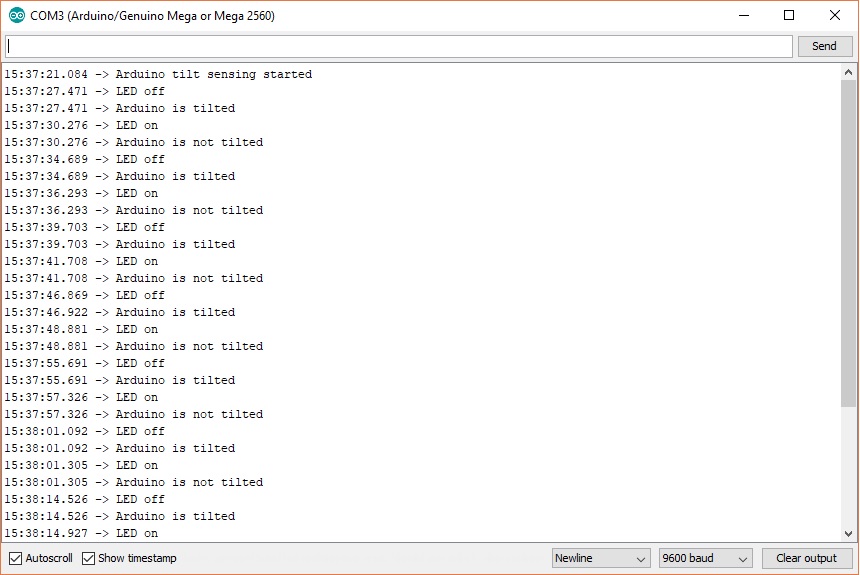 COM3 (Arduino/Genuino Mega or Mega 2560)
Send
15:37:21.084 -> Arduino tilt sensing started
15:37:27.471 -> LED off
15:37:27.471 -> Arduino is tilted
15:37:30.276 -> LED on
15:37:30.276 -> Arduino is not tilted
15:37:34.689 -> LED off
15:37:34.689 -> Arduino is tilted
15:37:36.293 -> LED on
15:37:36.293 -> Arduino is not tilted
15:37:39.703 -> LED off
15:37:39.703 -> Arduino is tilted
15:37:41.708 -> LED on
15:37:41.708 -> Arduino is not tilted
15:37:46.869 -> LED off
15:37:46.922 -> Arduino is tilted
15:37:48.881 -> LED on
15:37:48.881 -> Arduino is not tilted
15:37:55.691 -> LED off
15:37:55.691 -> Arduino is tilted
15:37:57.326 -> LED on
15:37:57.326 -> Arduino is not tilted
15:38:01.092 -> LED off
15:38:01.092 -> Arduino is tilted
15:38:01.305 -> LED on
15:38:01.305 -> Arduino is not tilted
15:38:14.526 -> LED off
15:38:14.526 -> Arduino is tilted
15:38:14.927 -> LED on
Autoscroll Show timestamp Newline 9600 baud Clear output